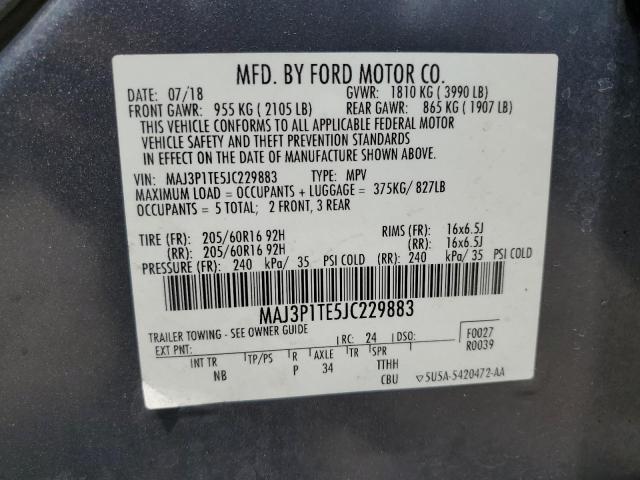 MFD. BY FORD MOTOR CO.
DATE: 07/18 GVWR: 1810 KG (3990 LB)
FRONT GAWR: 955 KG (2105 LB) REAR GAWR: 865 KG (1907 LB)
THIS VEHICLE CONFORMS TO ALL APPLICABLE FEDERAL MOTOR
VEHICLE SAFETY AND THEFT PREVENTION STANDARDS
IN EFFECT ON THE DATE OF MANUFACTURE SHOWN ABOVE.
VIN: MAJ3P1TE5JC229883 TYPE: MPV
MAXIMUM LOAD = OCCUPANTS + LUGGAGE = 375KG/ 827LB
OCCUPANTS = 5 TOTAL; 2 FRONT, 3 REAR
TIRE (FR): 205/60R16 92H RIMS (FR): 16x6.5J
(RR): 205/60R16 92H (RR): 16x6.5J
PRESSURE (FR): 240 kPa/ 35 PSI COLD (RR): 240 kPa/ 35 PSI COLD
MAJ3P1TE5JC229883
TRAILER TOWING - SEE OWNER GUIDE
EXT PNT: RC: 24 DSO: F0027
R0039
INT TR TP/PS R AXLE TR SPR
NB P 34 TTHH
CBU 5U5A-5420472-AA